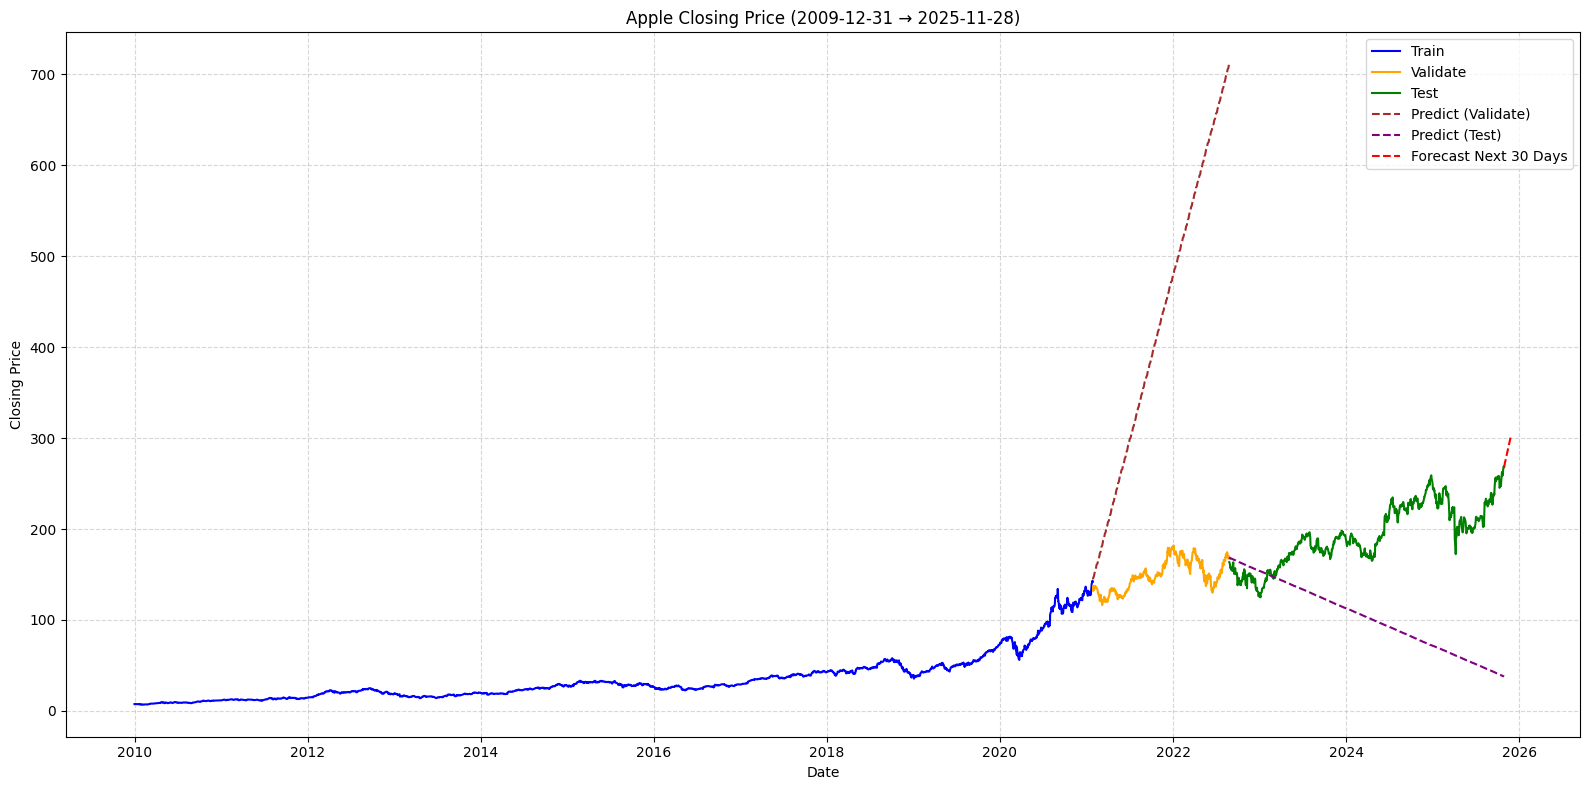 Apple Closing Price (2009-12-31 → 2025-11-28)
Train
Validate
Test
Predict (Validate)
Predict (Test)
Forecast Next 30 Days
Closing Price
700
600
500
400
300
200
100
0
2010 2012 2014 2016 2018 2020 2022 2024 2026
Date